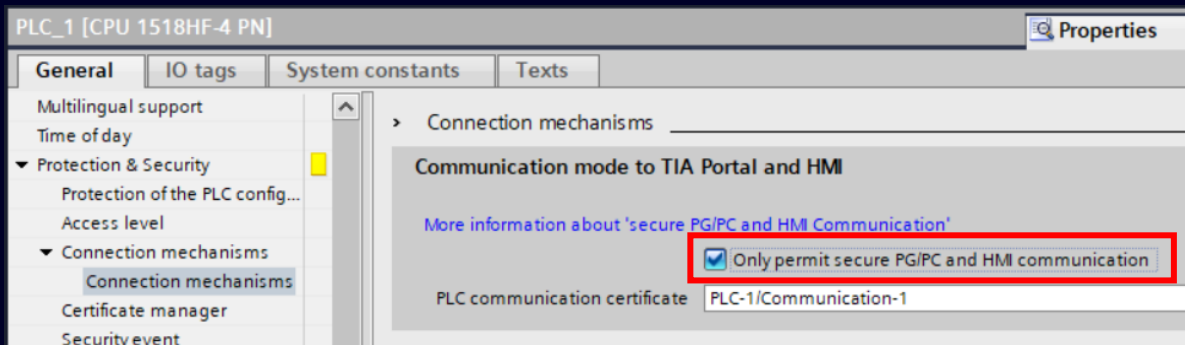 PLC_1 [CPU 1518HF-4 PN]
Properties
General
IO tags
System constants
Texts
Multilingual support
Time of day
Protection & Security
Protection of the PLC config...
Access level
Connection mechanisms
Connection mechanisms
Certificate manager
Security event
Connection mechanisms
Communication mode to TIA Portal and HMI
More information about 'secure PG/PC and HMI Communication'
Only permit secure PG/PC and HMI communication
PLC communication certificate
PLC-1/Communication-1